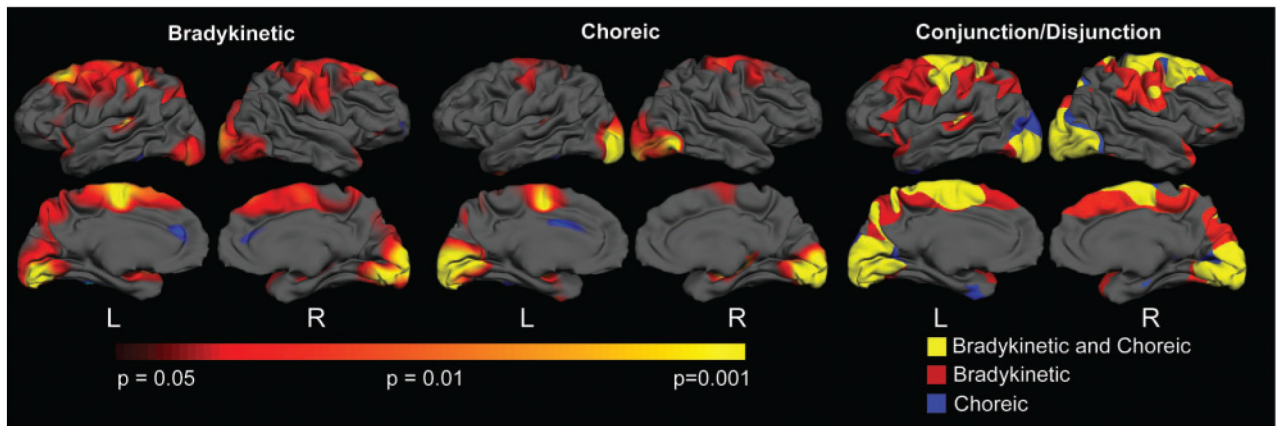 Bradykinetic
Choreic
Conjunction/Disjunction
L
R
L
R
L
R
p = 0.05
p = 0.01
p=0.001
Bradykinetic and Choreic
Bradykinetic
Choreic